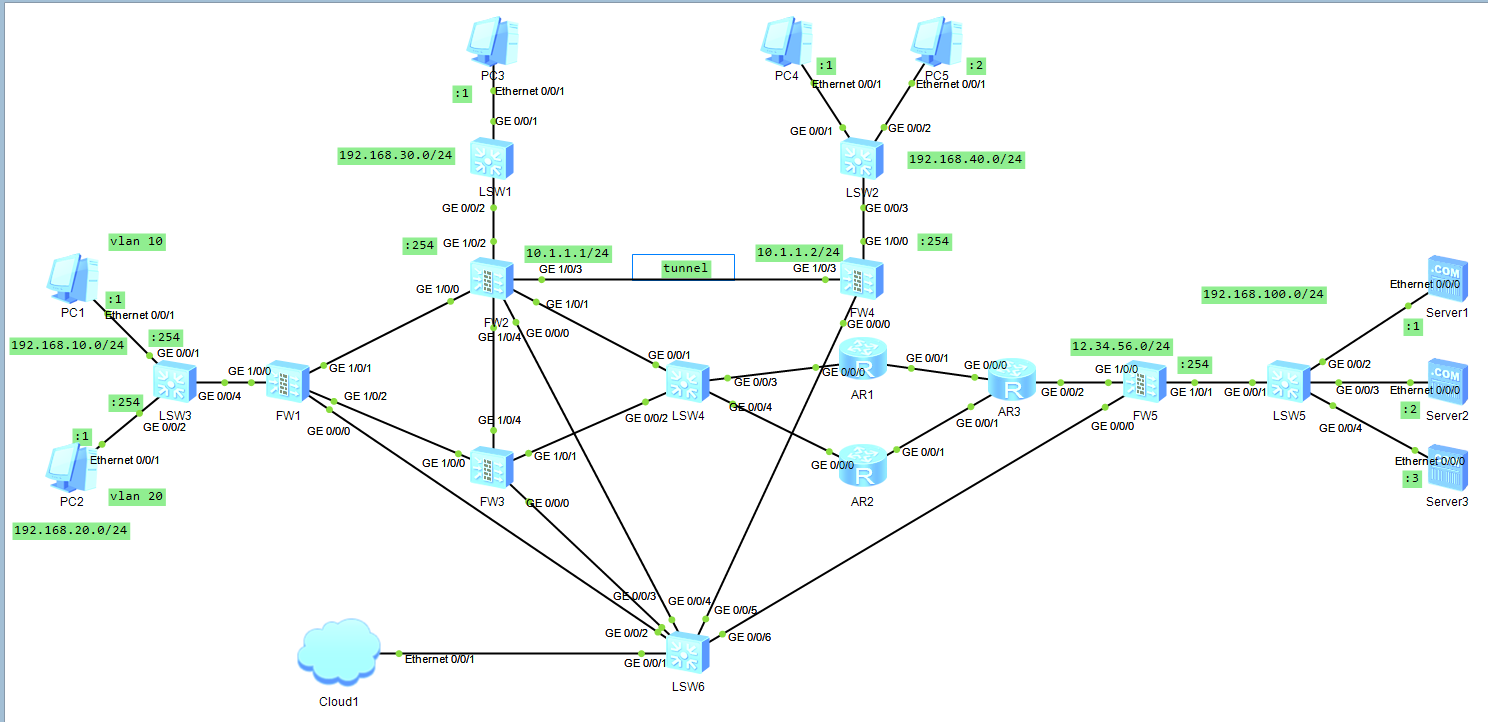 PC3
:1
Ethernet 0/0/1
GE 0/0/1
192.168.30.0/24
LSW1
GE 0/0/2
:254
GE 1/0/2
PC4
:1
Ethernet 0/0/1
PC5
:2
Ethernet 0/0/1
GE 0/0/1
GE 0/0/2
192.168.40.0/24
LSW2
GE 0/0/3
GE 1/0/0
:254
10.1.1.1/24
GE 1/0/3
tunnel
10.1.1.2/24
GE 1/0/3
FW4
GE 0/0/0
GE 1/0/0
FW2
GE 1/0/1
GE 1/0/4
GE 0/0/0
vlan 10
PC1
:1
Ethernet 0/0/1
192.168.10.0/24
:254
GE 0/0/1
LSW3
GE 0/0/4
:254
GE 0/0/2
:1
Ethernet 0/0/1
PC2
vlan 20
192.168.20.0/24
GE 1/0/0
FW1
GE 1/0/1
GE 1/0/2
GE 0/0/0
GE 1/0/4
GE 1/0/0
GE 1/0/1
FW3
GE 0/0/0
GE 0/0/1
GE 0/0/3
GE 0/0/2
LSW4
GE 0/0/4
GE 0/0/0
AR1
GE 0/0/1
GE 0/0/0
AR2
GE 0/0/1
GE 0/0/0
AR3
GE 0/0/1
GE 0/0/2
12.34.56.0/24
GE 1/0/0
:254
GE 1/0/1
FW5
GE 0/0/0
192.168.100.0/24
GE 0/0/1
LSW5
GE 0/0/2
GE 0/0/3
GE 0/0/4
Ethernet 0/0/0
Server1
:1
Ethernet 0/0/0
Server2
:2
Ethernet 0/0/0
:3
Server3
GE 0/0/3
GE 0/0/4
GE 0/0/5
GE 0/0/2
GE 0/0/6
GE 0/0/1
LSW6
Ethernet 0/0/1
Cloud1
.COM
.COM